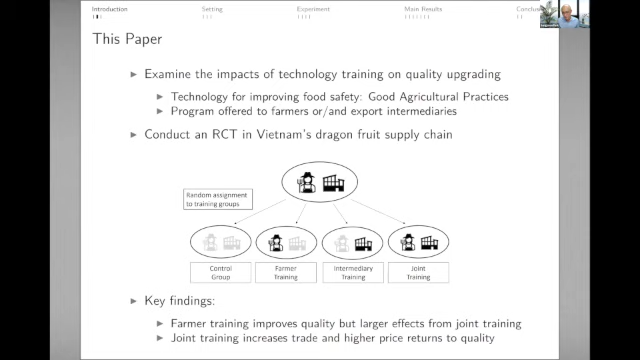 Introduction Setting Experiment Main Results
This Paper
Examine the impacts of technology training on quality upgrading
Technology for improving food safety: Good Agricultural Practices
Program offered to farmers or/and export intermediaries
Conduct an RCT in Vietnam's dragon fruit supply chain
Random assignment
to training groups
Control
Group
Farmer
Training
Intermediary
Training
Joint
Training
Key findings:
Farmer training improves quality but larger effects from joint training
Joint training increases trade and higher price returns to quality